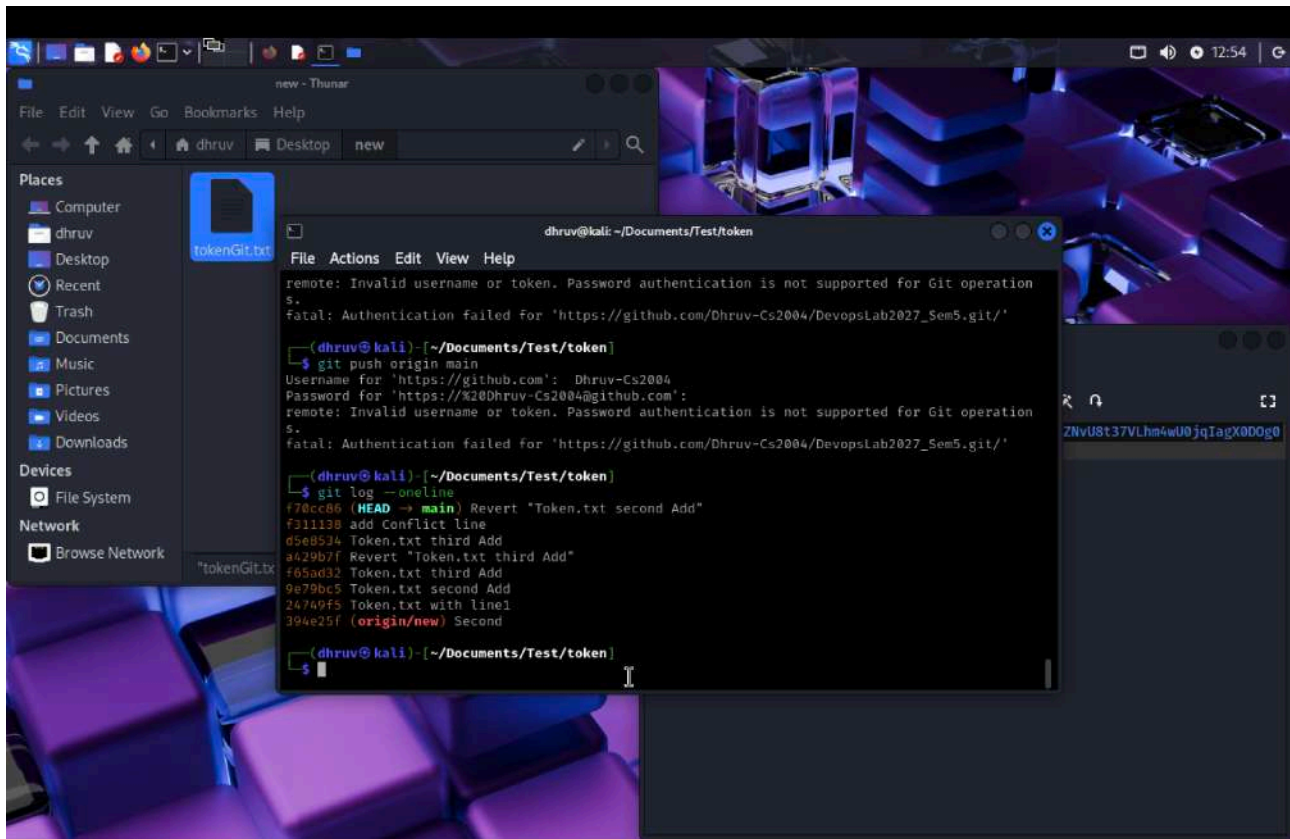 12:54
new - Thunar
File Edit View Go Bookmarks Help
dhruv Desktop new
Places
Computer
dhruv
Desktop
Recent
Trash
Documents
Music
Pictures
Videos
Downloads
Devices
File System
Network
Browse Network
tokenGit.txt
"tokenGit.tx
dhruv@kali: ~/Documents/Test/token
File Actions Edit View Help
remote: Invalid username or token. Password authentication is not supported for Git operation
s.
fatal: Authentication failed for 'https://github.com/Dhruv-Cs2004/DevopsLab2027_Sem5.git/'
(dhruv㉿kali)-[~/Documents/Test/token]
$ git push origin main
Username for 'https://github.com': Dhruv-Cs2004
Password for 'https://%20Dhruv-Cs2004@github.com':
remote: Invalid username or token. Password authentication is not supported for Git operation
s.
fatal: Authentication failed for 'https://github.com/Dhruv-Cs2004/DevopsLab2027_Sem5.git/'
(dhruv㉿kali)-[~/Documents/Test/token]
$ git log --oneline
f70cc86 (HEAD → main) Revert "Token.txt second Add"
f311138 add Conflict line
d5e8534 Token.txt third Add
a429b7f Revert "Token.txt third Add"
f65ad32 Token.txt third Add
9e79bc5 Token.txt second Add
24749f5 Token.txt with line1
394e25f (origin/new) Second
(dhruv㉿kali)-[~/Documents/Test/token]
$